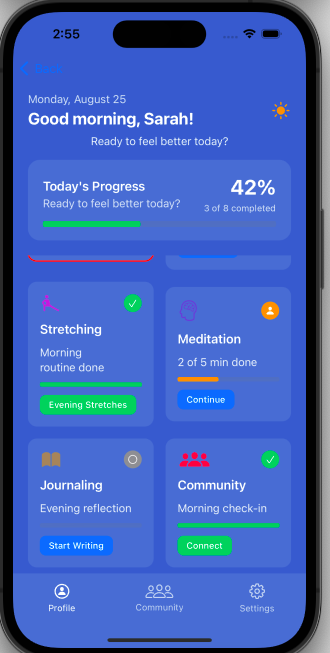 2:55
Monday, August 25
Good morning, Sarah!
Ready to feel better today?
Today's Progress
42%
Ready to feel better today?
3 of 8 completed
Stretching
Morning
routine done
Evening Stretches
Meditation
2 of 5 min done
Continue
Journaling
Evening reflection
Start Writing
Community
Morning check-in
Connect
Profile
Community
Settings